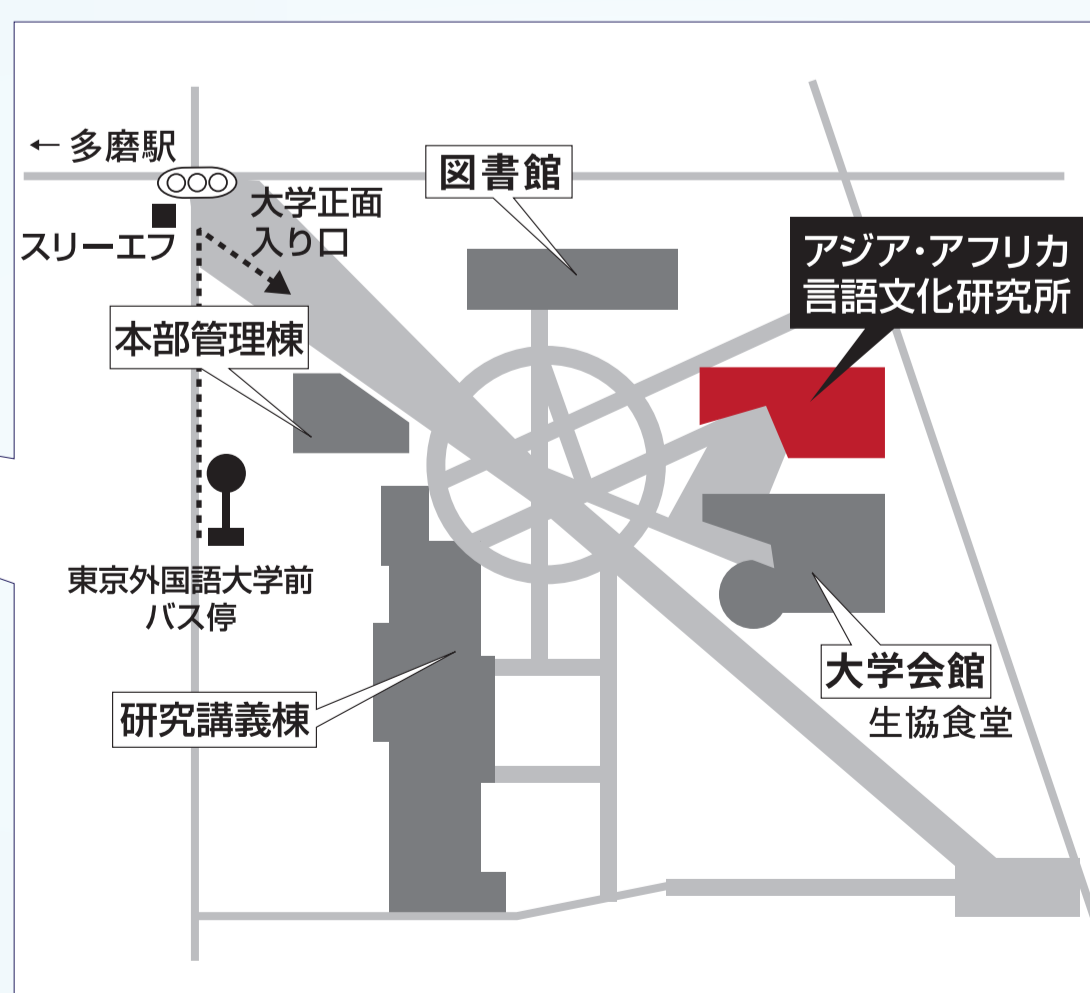 ← 多磨駅
大学正面
入り口
スリーエフ
図書館
アジア・アフリカ
言語文化研究所
本部管理棟
東京外国語大学前
バス停
大学会館
生協食堂
研究講義棟